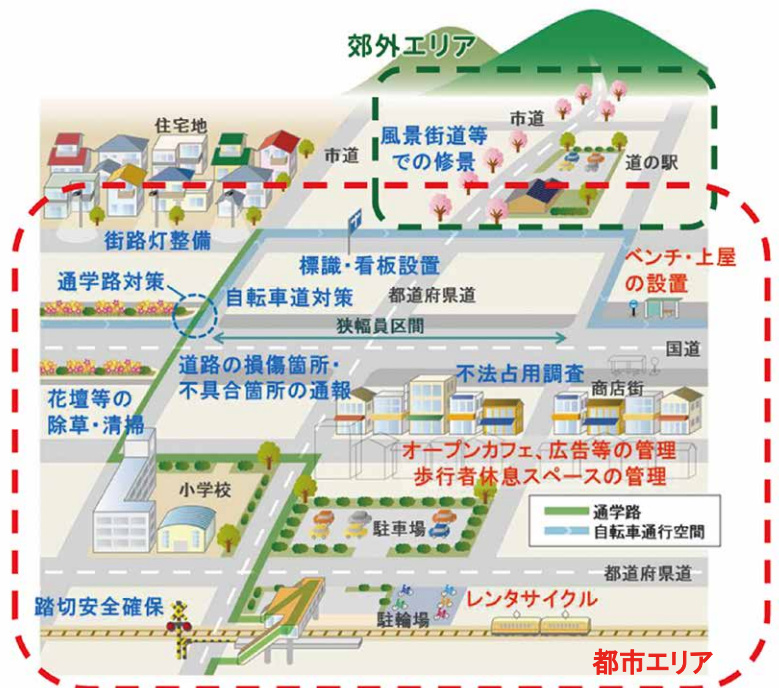 郊外エリア
住宅地
市道
市道
風景街道等
での修景
道の駅
街路灯整備
標識・看板設置
ベンチ・上屋
の設置
通学路対策
自転車道対策
都道府県道
狭幅員区間
国道
道路の損傷箇所・
不具合箇所の通報
不法占用調査
商店街
花壇等の
除草・清掃
オープンカフェ、広告等の管理
歩行者休息スペースの管理
小学校
駐車場
通学路
自転車通行空間
都道府県道
踏切安全確保
駐輪場
レンタサイクル
都市エリア